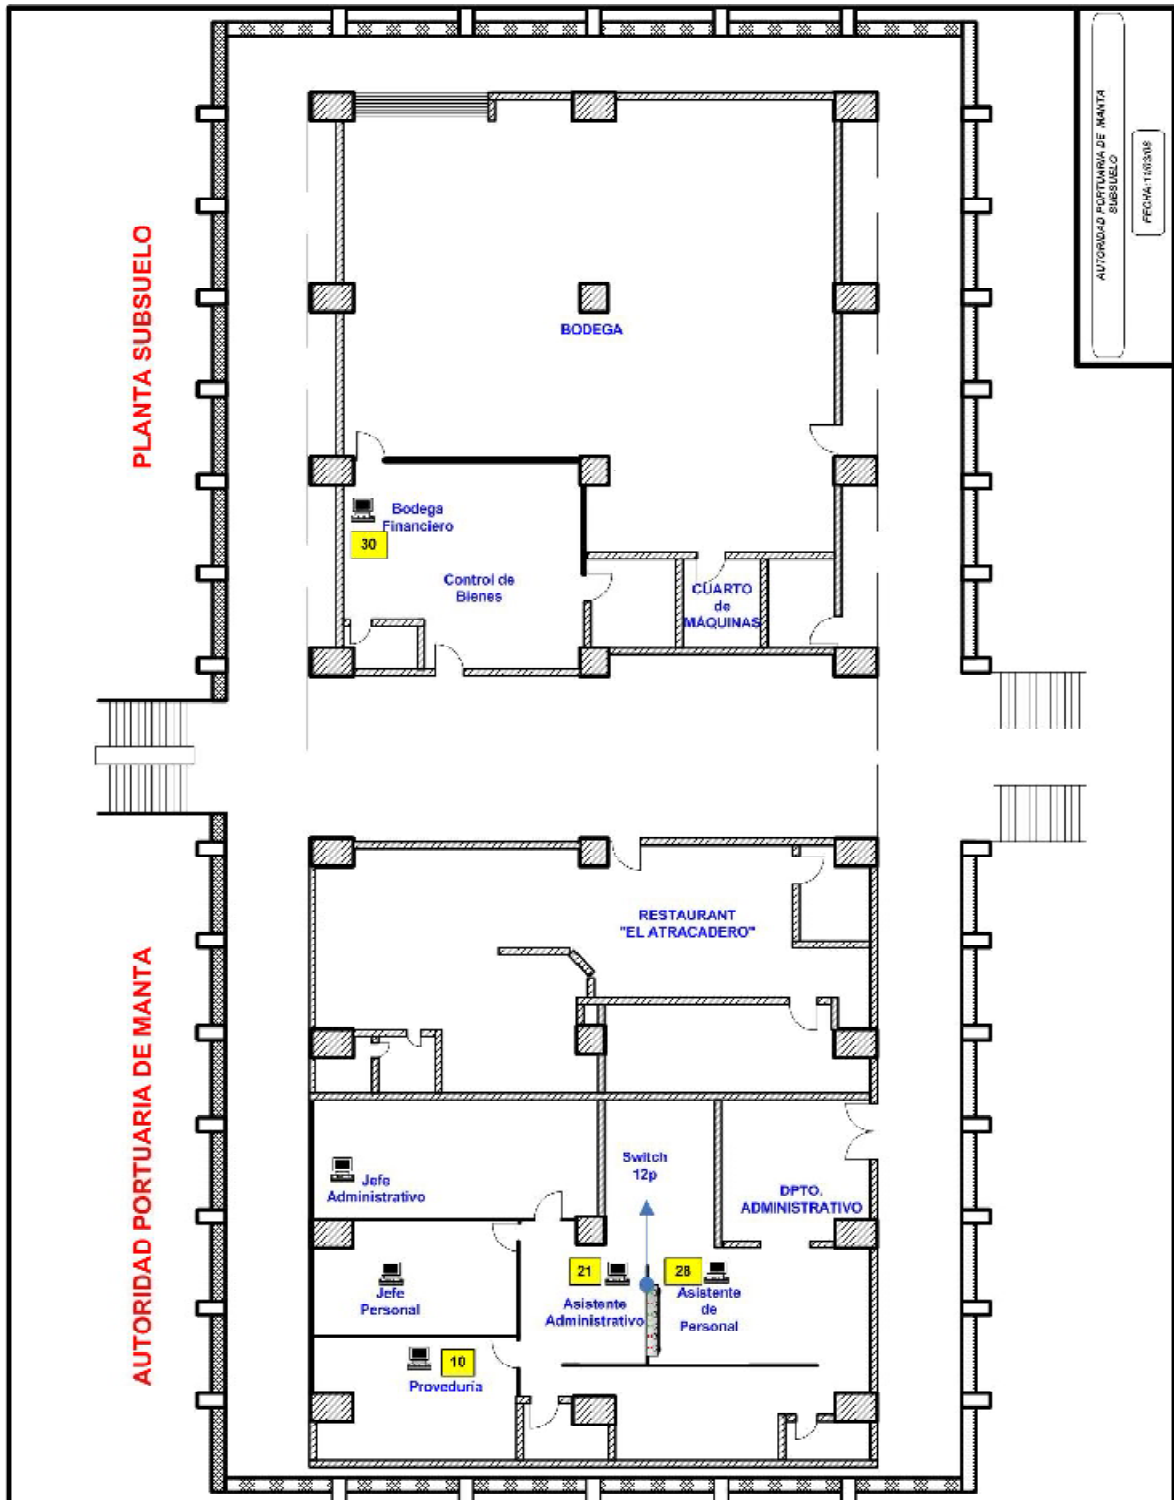 AUTORIDAD PORTUARIA DE MANTA
SUBSUELO
PLANTA SUBSUELO
BODEGA
Bodega
Financiero
30
Control de
Bienes
CUARTO
de
MÁQUINAS
AUTORIDAD PORTUARIA DE MANTA
RESTAURANT
"EL ATRACADERO"
Switch
12p
Jefe
Administrativo
DPTO.
ADMINISTRATIVO
21
28
Jefe
Personal
Asistente
Administrativo
Asistente
de
Personal
10
Proveduria